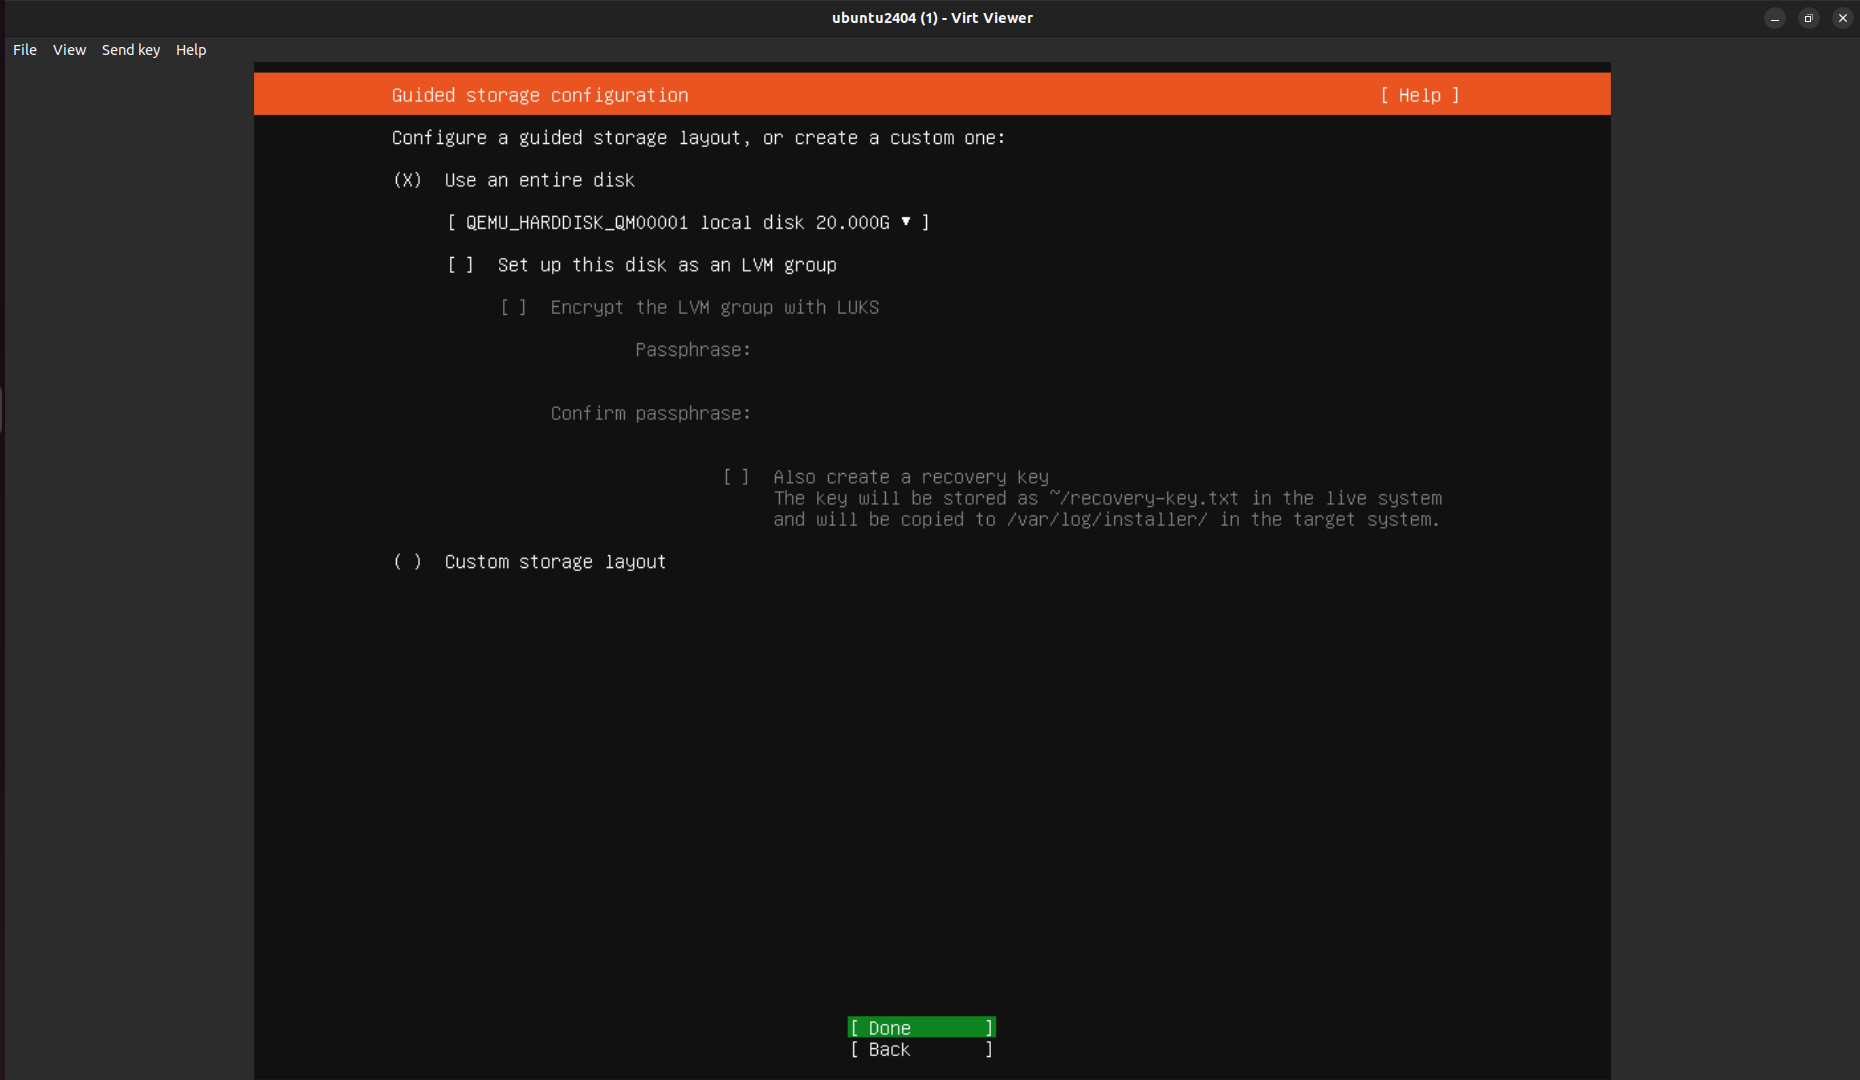 ubuntu2404 (1) - Virt Viewer
File View Send key Help
Guided storage configuration [ Help ]
Configure a guided storage layout, or create a custom one:
(X) Use an entire disk
[ QEMU_HARDDISK_QM00001 local disk 20.000G ▾ ]
[ ] Set up this disk as an LVM group
[ ] Encrypt the LVM group with LUKS
Passphrase:
Confirm passphrase:
[ ] Also create a recovery key
The key will be stored as ~/recovery-key.txt in the live system
and will be copied to /var/log/installer/ in the target system.
( ) Custom storage layout
[ Done ]
[ Back ]